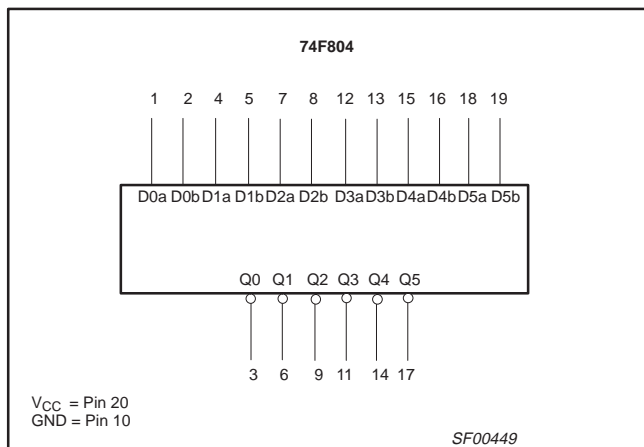 74F804
1 2 4 5 7 8 12 13 15 16 18 19
D0a D0b D1a D1b D2a D2b D3a D3b D4a D4b D5a D5b
Q0 Q1 Q2 Q3 Q4 Q5
3 6 9 11 14 17
VCC = Pin 20
GND = Pin 10
SF00449